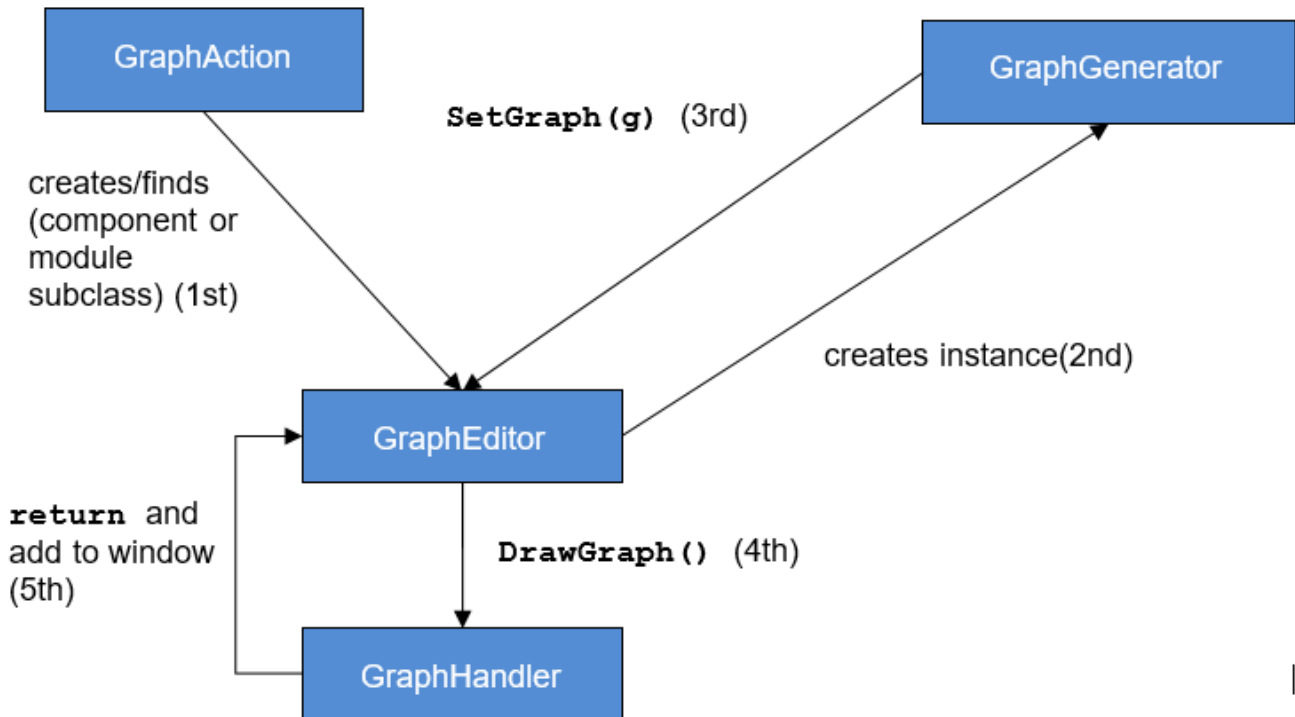 GraphAction
GraphGenerator
SetGraph(g) (3rd)
creates/finds
(component or
module
subclass) (1st)
creates instance(2nd)
GraphEditor
return and
add to window
(5th)
DrawGraph() (4th)
GraphHandler